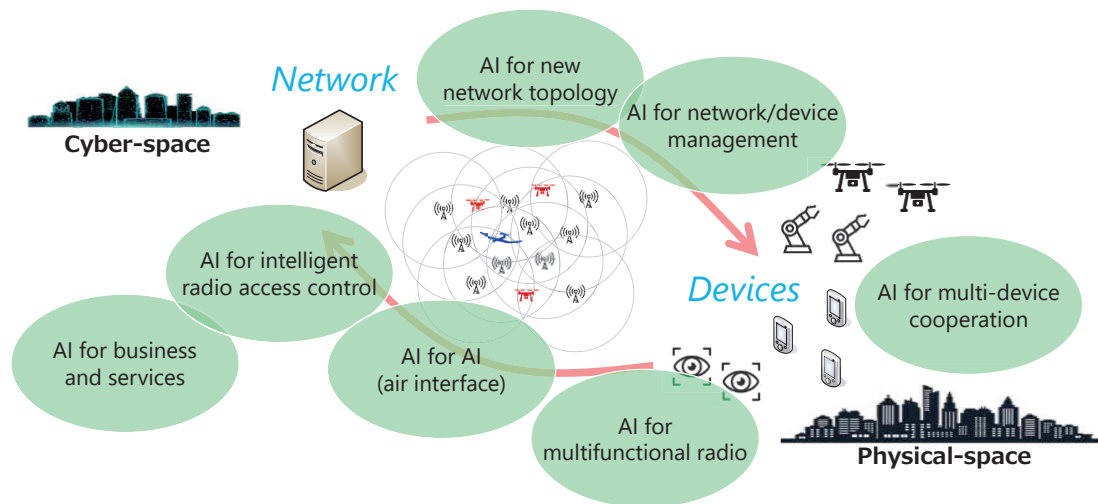 AI for new
network topology
Network
AI for network/device
management
Cyber-space
AI for intelligent
radio access control
Devices
AI for multi-device
cooperation
AI for business
and services
AI for AI
(air interface)
AI for
multifunctional radio
Physical-space